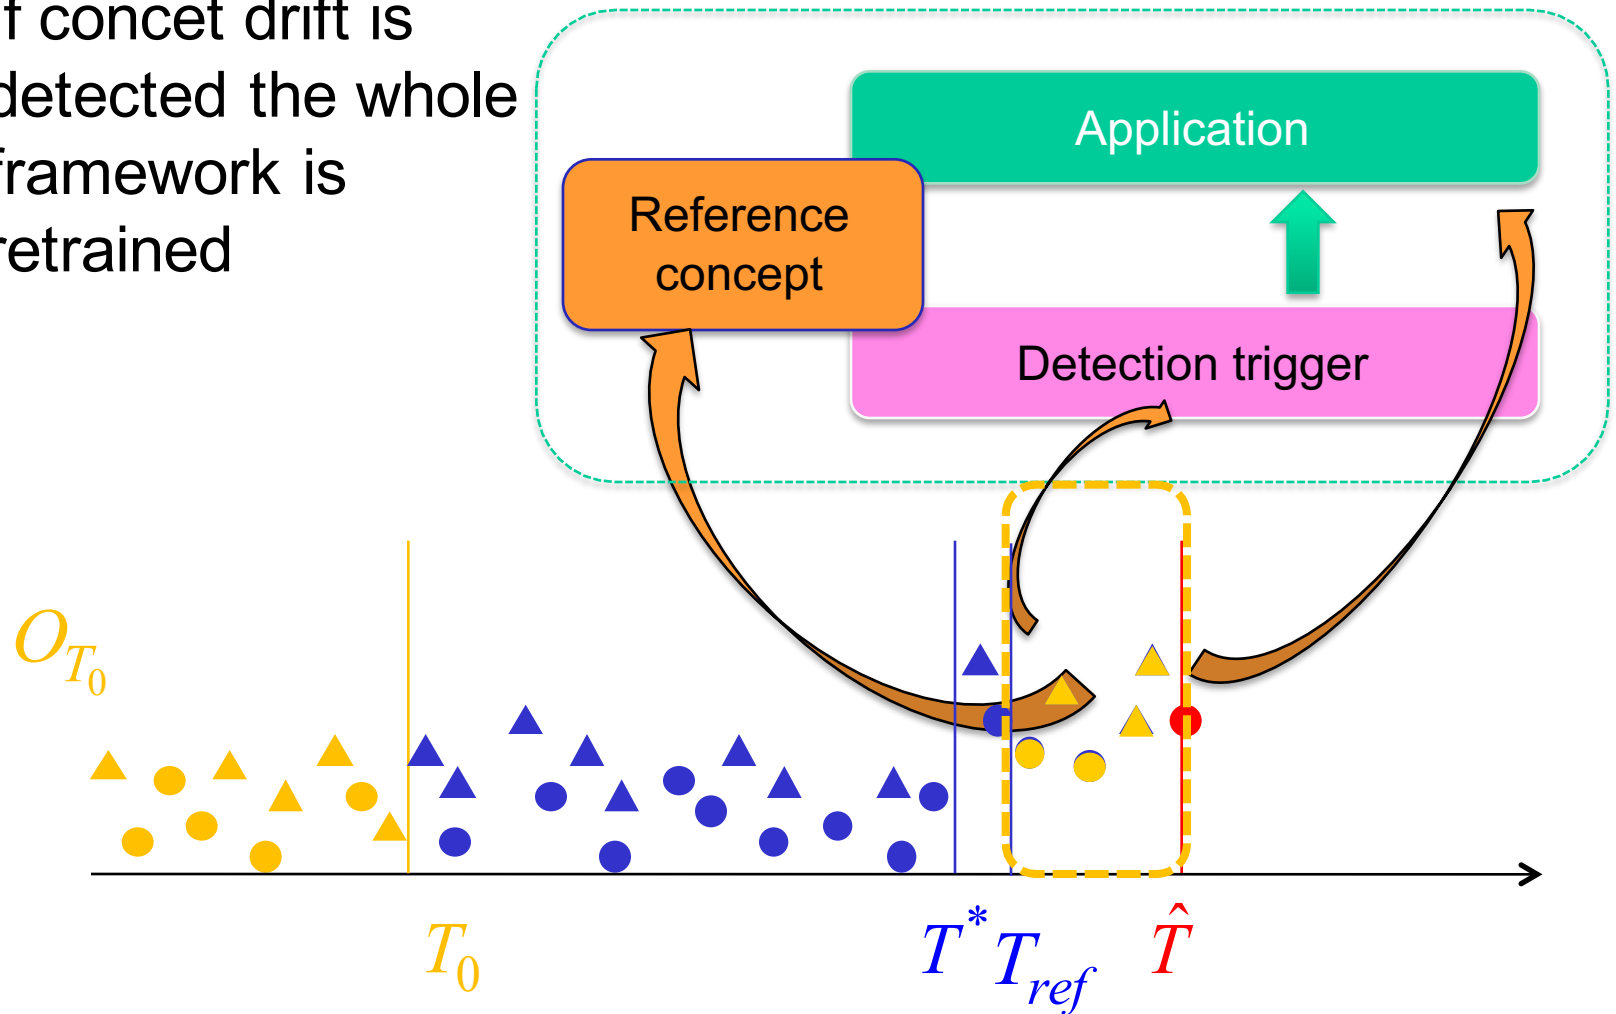 f concet drift is
detected the whole
framework is
retrained
Application
Reference
concept
Detection trigger
O_{T_0}
T_0
T^*
T_{ref}
\hat{T}